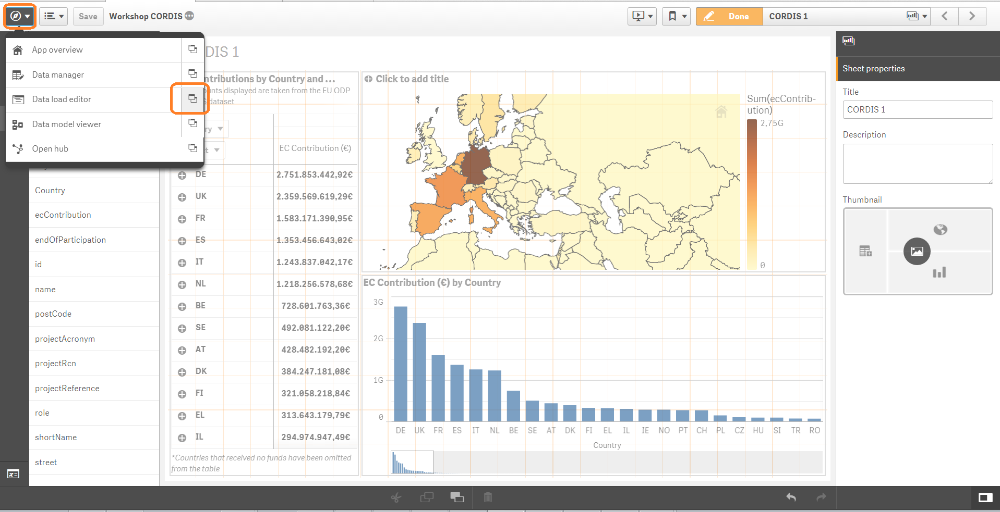 Save
Workshop CORDIS
Done
CORDIS 1
App overview
Data manager
Data load editor
Data model viewer
Open hub
Country
ecContribution
endOfParticipation
id
name
postCode
projectAcronym
projectRcn
projectReference
role
shortName
street
DIS 1
ntributions by Country and ...
ounts displayed are taken from the EU ODP
dataset
EC Contribution (€)
DE 2.751.853.442,92€
UK 2.359.569.619,29€
FR 1.583.171.390,95€
ES 1.353.456.643,02€
IT 1.243.837.042,17€
NL 1.218.256.578,68€
BE 728.601.763,36€
SE 492.081.122,20€
AT 428.482.192,20€
DK 384.247.181,08€
FI 321.058.218,84€
EL 313.643.179,79€
IL 294.974.947,49€
*Countries that received no funds have been omitted
from the table
Click to add title
Sum(ecContrib-
ution)
2,75G
0
EC Contribution (€) by Country
3G
2G
1G
0
DE UK FR ES IT NL BE SE AT DK FI EL IL IE NO PT CH PL CZ HU SI TR RO
Country
Sheet properties
Title
CORDIS 1
Description
Thumbnail